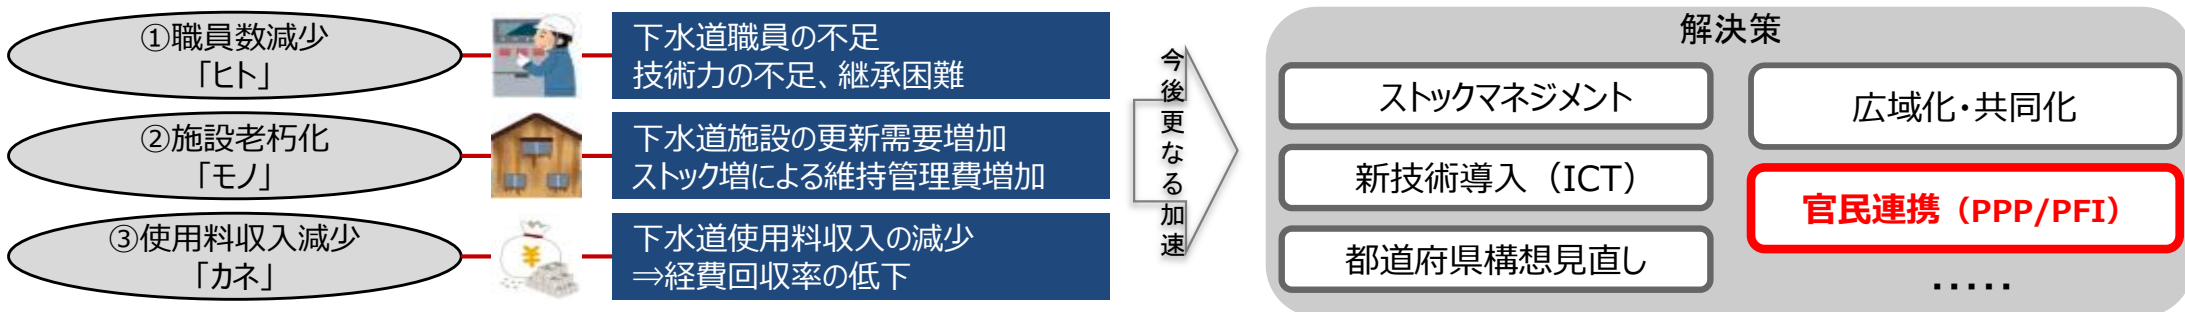 ①職員数減少
「ヒト」
下水道職員の不足
技術力の不足、継承困難
②施設老朽化
「モノ」
下水道施設の更新需要増加
ストック増による維持管理費増加
③使用料収入減少
「カネ」
下水道使用料収入の減少
⇒経費回収率の低下
今後更なる加速
解決策
ストックマネジメント
広域化・共同化
新技術導入（ICT）
官民連携（PPP/PFI）
都道府県構想見直し
・・・・・